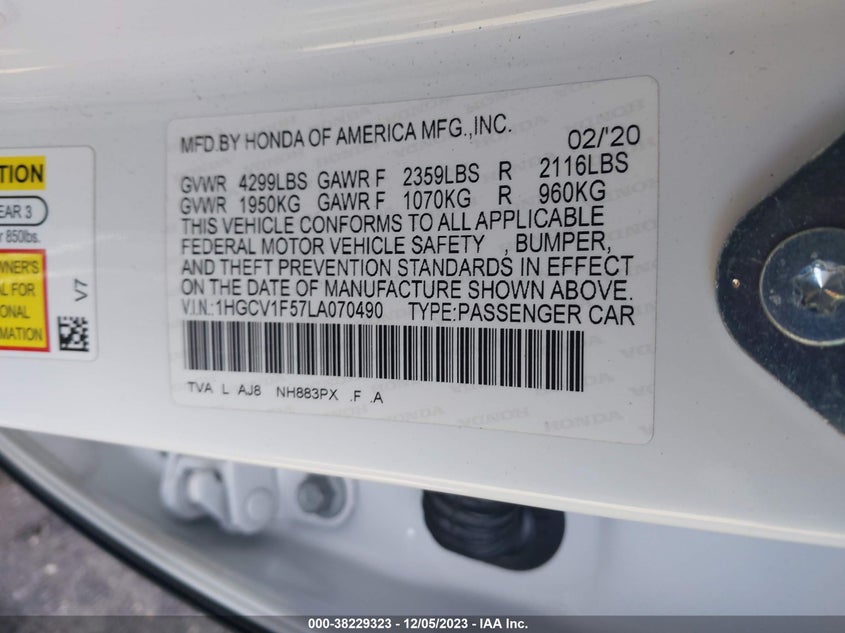 MFD.BY HONDA OF AMERICA MFG.,INC. 02/'20
GVWR 4299LBS GAWR F 2359LBS R 2116LBS
GVWR 1950KG GAWR F 1070KG R 960KG
THIS VEHICLE CONFORMS TO ALL APPLICABLE
FEDERAL MOTOR VEHICLE SAFETY , BUMPER,
AND THEFT PREVENTION STANDARDS IN EFFECT
ON THE DATE OF MANUFACTURE SHOWN ABOVE.
V.I.N.:1HGCV1F57LA070490 TYPE:PASSENGER CAR
TVA L AJ8 NH883PX .F .A
EAR 3
850lbs.
WNER'S
FOR
V7
000-38229323 - 12/05/2023 - IAA Inc.